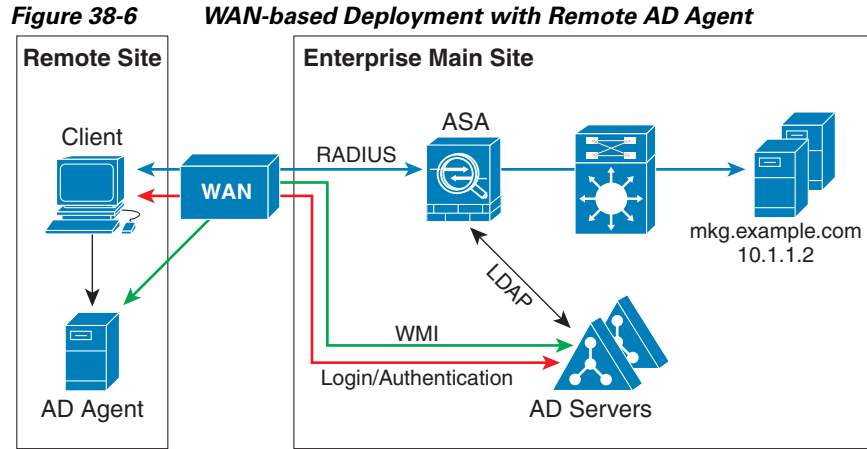 Figure 38-6 WAN-based Deployment with Remote AD Agent
Remote Site
Enterprise Main Site
Client
ASA
RADIUS
WAN
mkg.example.com
10.1.1.2
LDAP
WMI
Login/Authentication
AD Agent
AD Servers